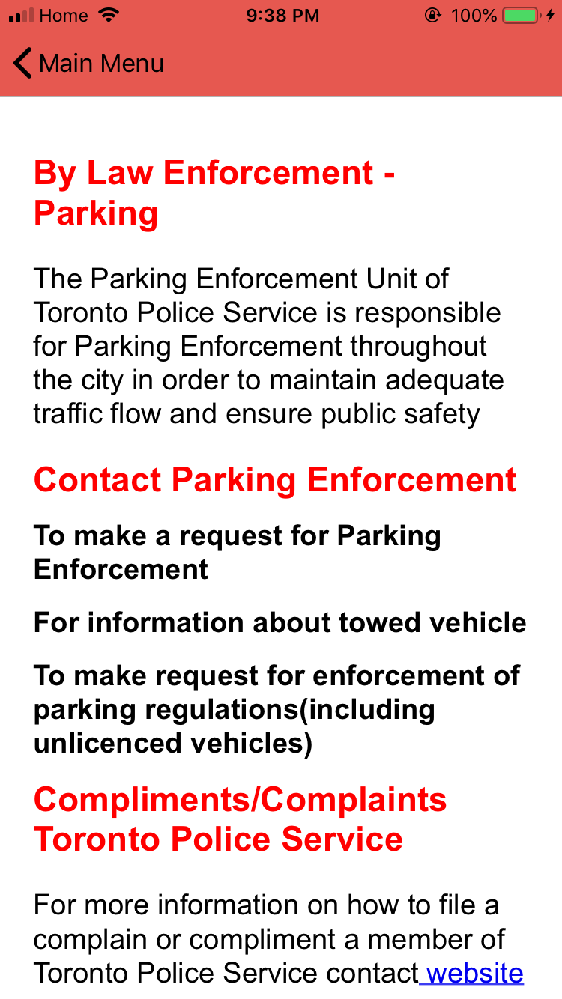 Home 9:38 PM 100%
Main Menu
By Law Enforcement -
Parking
The Parking Enforcement Unit of
Toronto Police Service is responsible
for Parking Enforcement throughout
the city in order to maintain adequate
traffic flow and ensure public safety
Contact Parking Enforcement
To make a request for Parking
Enforcement
For information about towed vehicle
To make request for enforcement of
parking regulations(including
unlicenced vehicles)
Compliments/Complaints
Toronto Police Service
For more information on how to file a
complain or compliment a member of
Toronto Police Service contact website